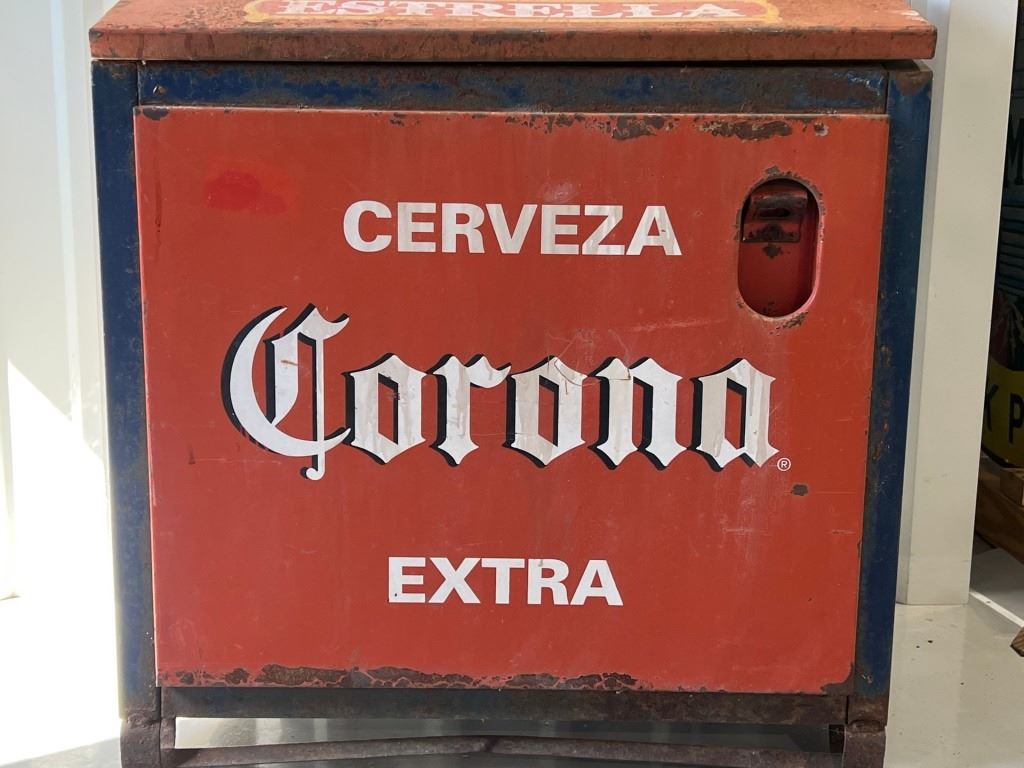 ESTRELLA
CERVEZA
Corona®
EXTRA
K P